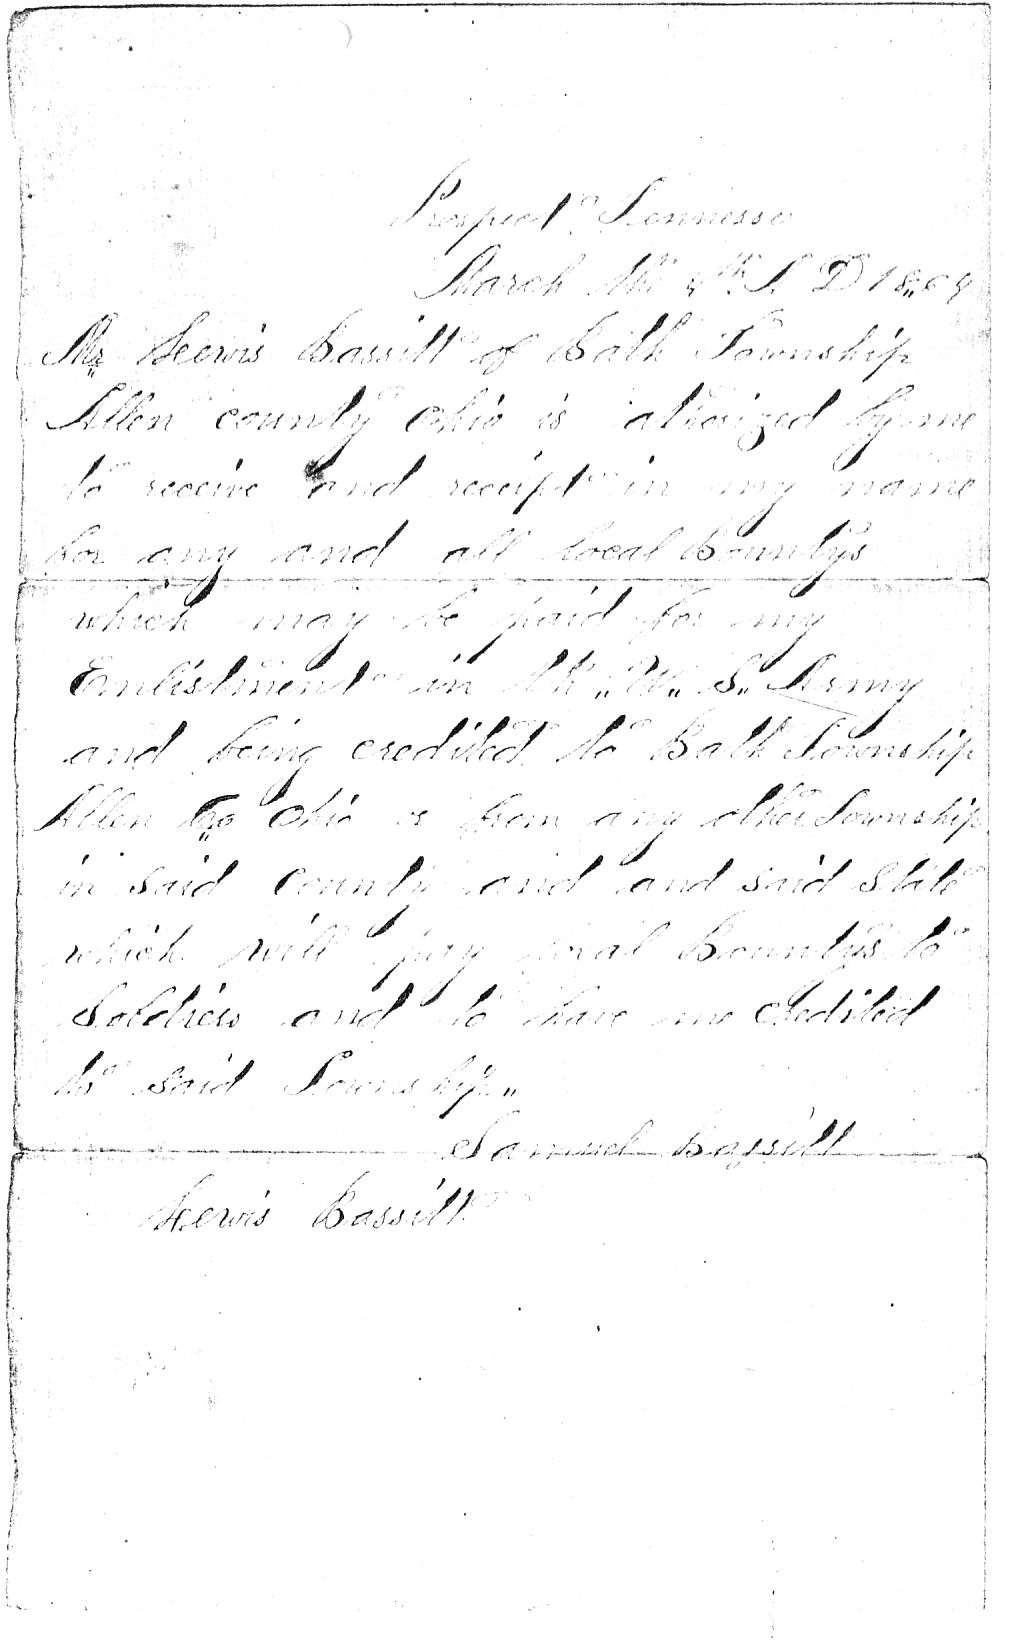 Prospect Tennessee
March the 4th A. D 1864
Mr Lewis Bassitt of Bath Township
Allen county Ohio is athorized by me
to receive and receipt in my name
for any and all local Bountys
which may be paid for my
Enlistment in the U. S. Army
and being credited to Bath Township
Allen Co Ohio or from any other Township
in said county and and said State
which will pay local Bountys to
Soldiers and to have me credited
to said Township.
Samuel Bassitt
Lewis Bassitt